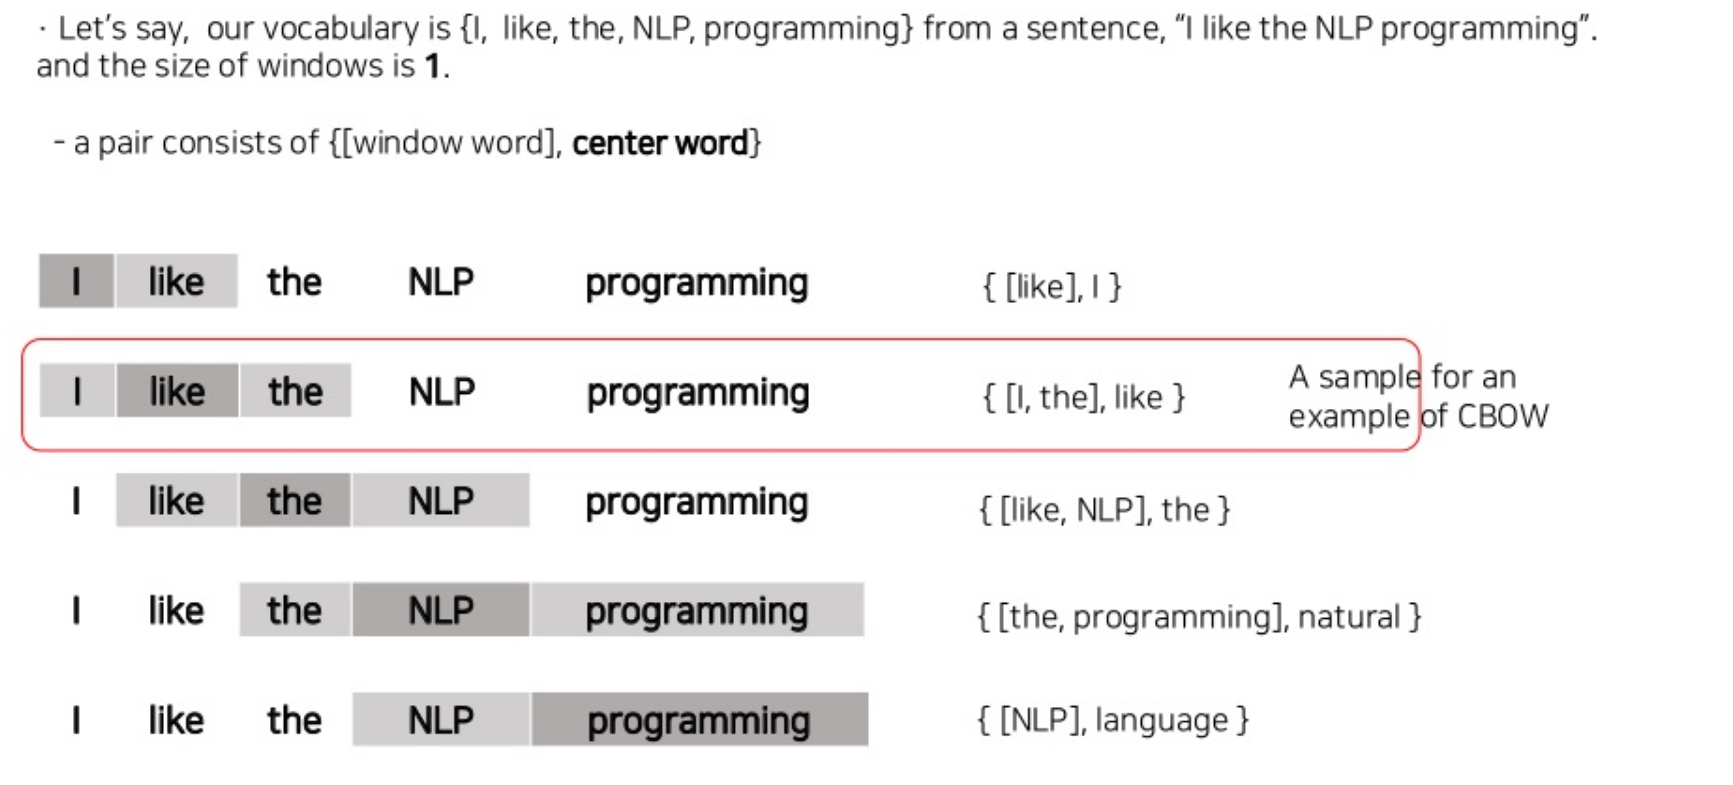 · Let's say, our vocabulary is {I, like, the, NLP, programming} from a sentence, "I like the NLP programming".
and the size of windows is 1.
- a pair consists of {[window word], center word}
I like the NLP programming { [like], I }
I like the NLP programming { [I, the], like } A sample for an
example of CBOW
I like the NLP programming { [like, NLP], the }
I like the NLP programming { [the, programming], natural }
I like the NLP programming { [NLP], language }